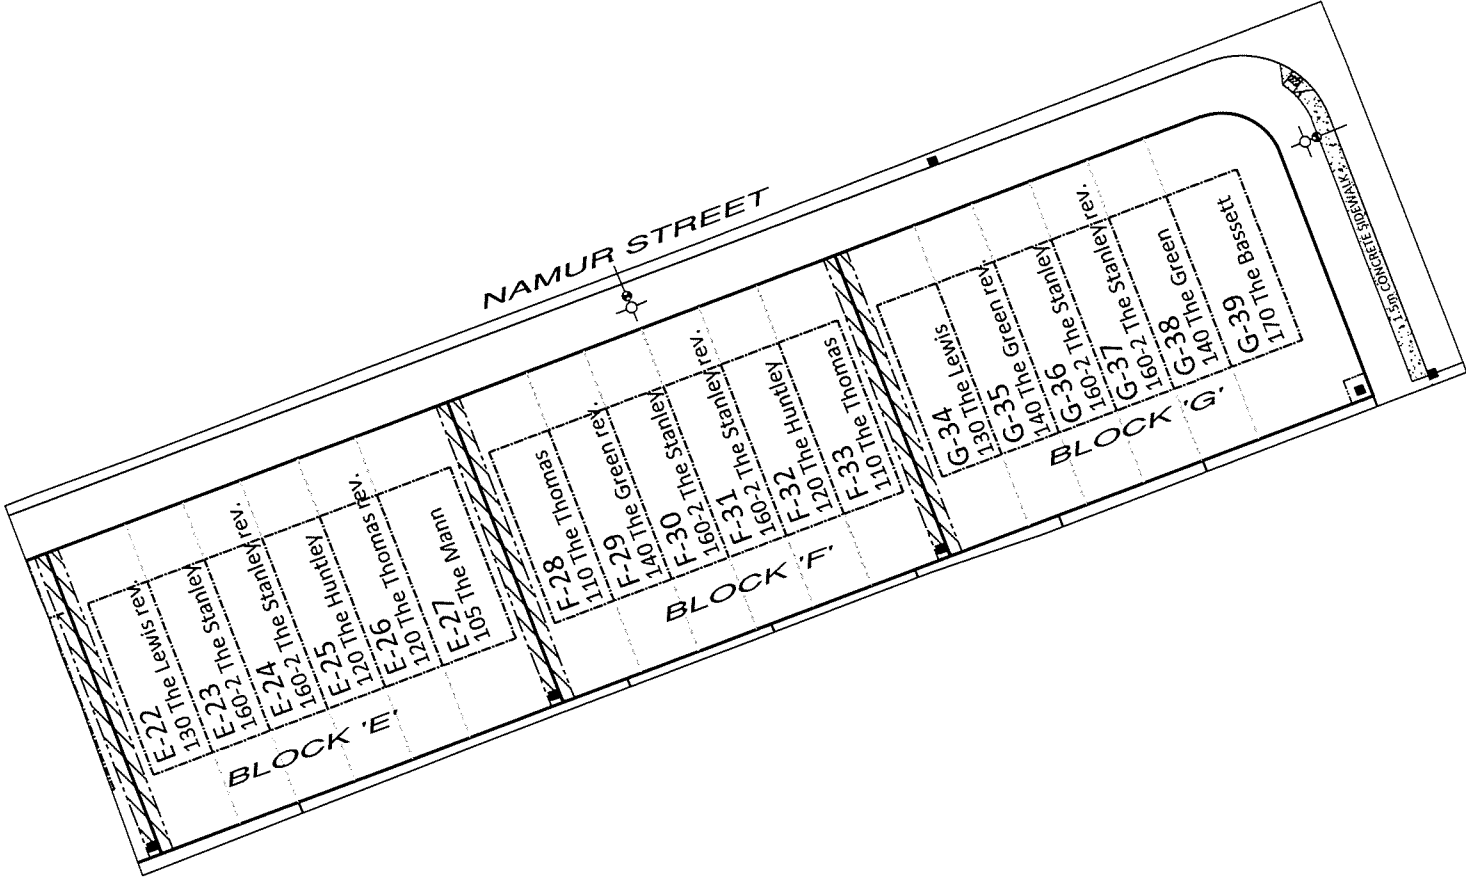 NAMUR STREET
1.5m CONCRETE SIDEWALK
E-22
130 The Lewis rev.
E-23
160-2 The Stanley
E-24
160-2 The Stanley rev.
E-25
120 The Huntley
E-26
120 The Thomas rev.
E-27
105 The Mann
BLOCK 'E'
F-28
110 The Thomas
F-29
140 The Green rev.
F-30
160-2 The Stanley
F-31
160-2 The Stanley rev.
F-32
120 The Huntley
F-33
110 The Thomas
BLOCK 'F'
G-34
130 The Lewis
G-35
140 The Green rev.
G-36
160-2 The Stanley
G-37
160-2 The Stanley rev.
G-38
140 The Green
G-39
170 The Bassett
BLOCK 'G'